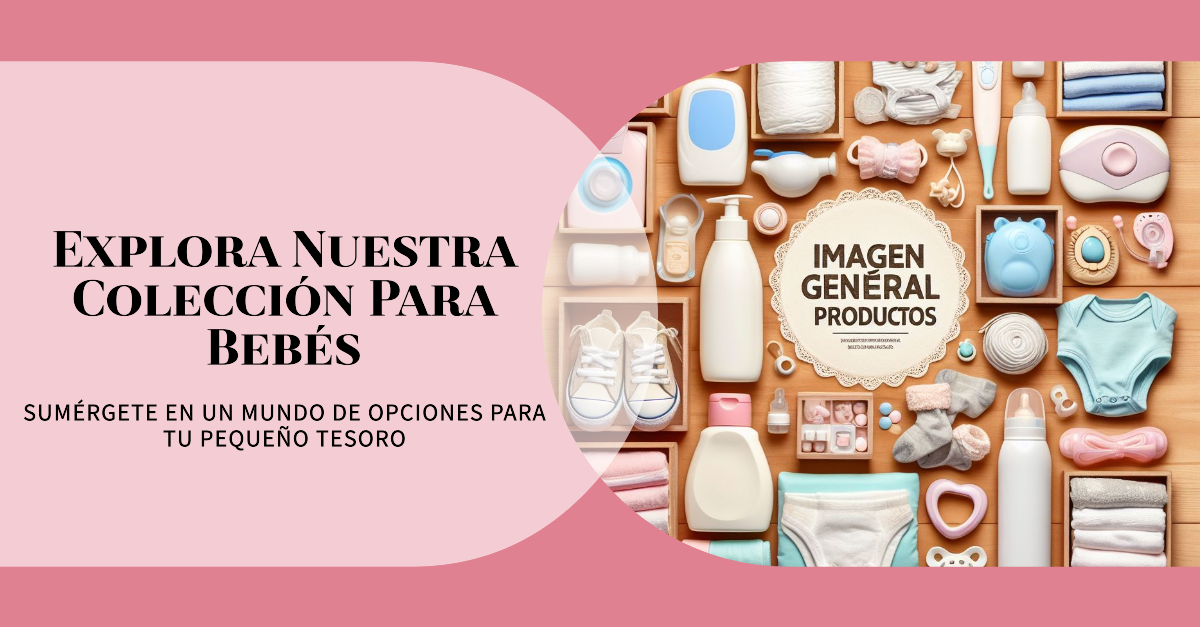 Explora Nuestra
Colección Para
Bebés
SUMÉRGETE EN UN MUNDO DE OPCIONES PARA
TU PEQUEÑO TESORO
IMAGEN
GENÉRAL
PRODUCTOS